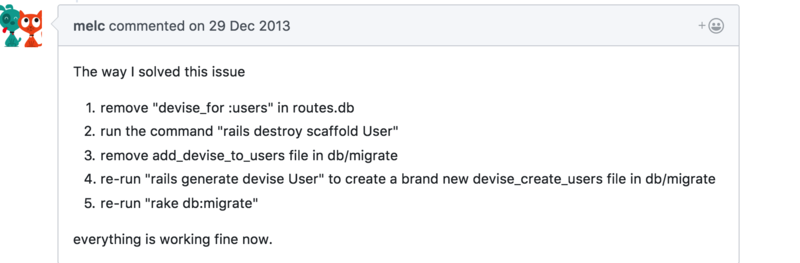 melc commented on 29 Dec 2013
The way I solved this issue
1. remove "devise_for :users" in routes.db
2. run the command "rails destroy scaffold User"
3. remove add_devise_to_users file in db/migrate
4. re-run "rails generate devise User" to create a brand new devise_create_users file in db/migrate
5. re-run "rake db:migrate"
everything is working fine now.